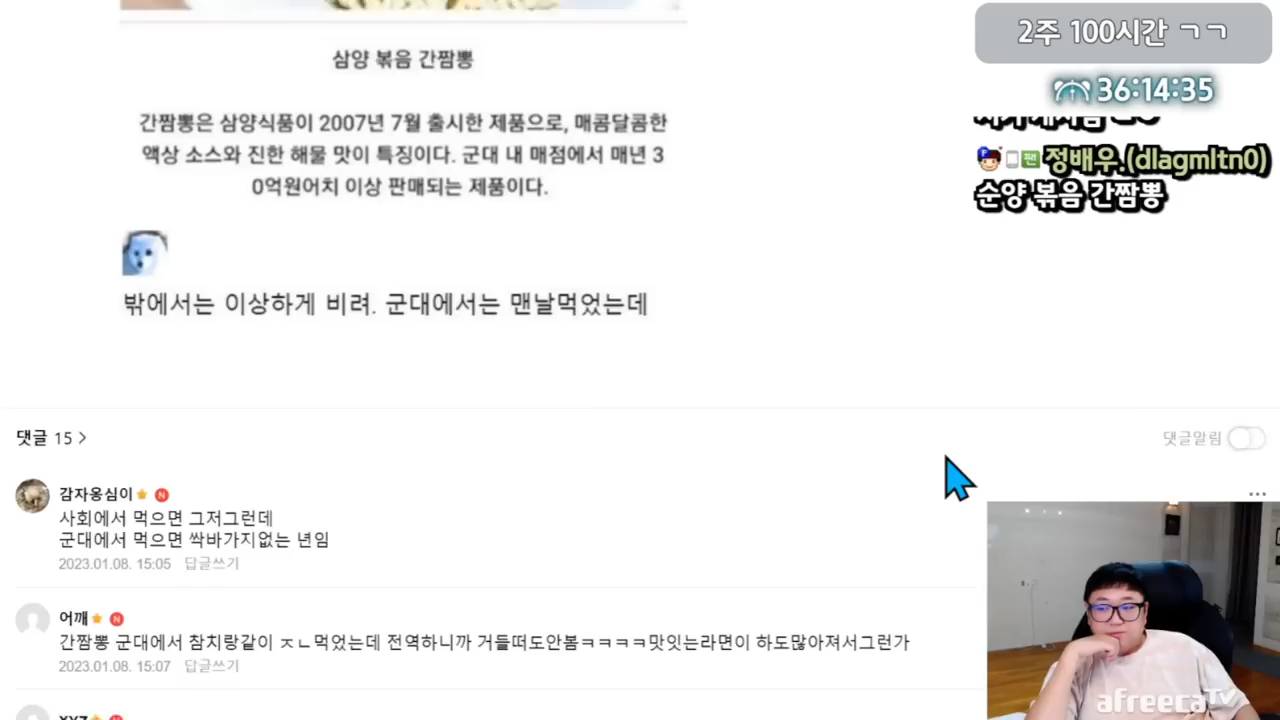 2주 100시간 ㄱㄱ
36:14:35
정배우.(dlagmltn0)
순양 볶음 간짬뽕
삼양 볶음 간짬뽕
간짬뽕은 삼양식품이 2007년 7월 출시한 제품으로, 매콤달콤한
액상 소스와 진한 해물 맛이 특징이다. 군대 내 매점에서 매년 3
0억원어치 이상 판매되는 제품이다.
밖에서는 이상하게 비려. 군대에서는 맨날먹었는데
댓글 15 >
댓글알림
감자옹심이 N
사회에서 먹으면 그저그런데
군대에서 먹으면 싹바가지없는 년임
2023.01.08. 15:05 답글쓰기
어깨 N
간짬뽕 군대에서 참치랑같이 ㅈㄴ먹었는데 전역하니까 거들떠도안봄ㅋㅋㅋㅋ맛잇는라면이 하도많아져서그런가
2023.01.08. 15:07 답글쓰기
afreecaTV